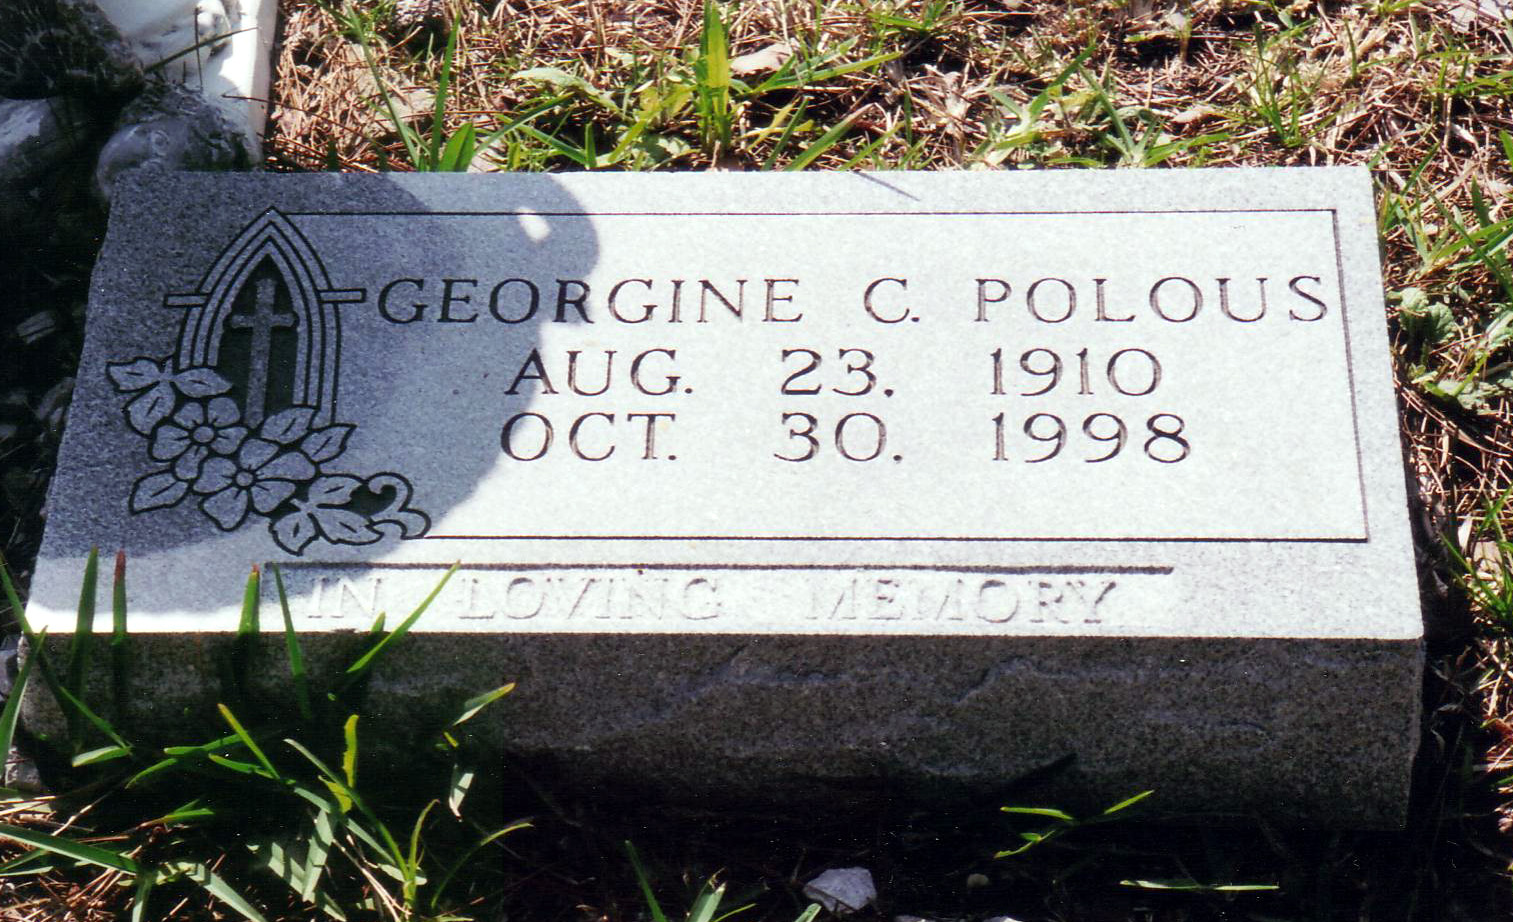 GEORGINE C. POLOUS
AUG. 23. 1910
OCT. 30. 1998
IN LOVING MEMORY